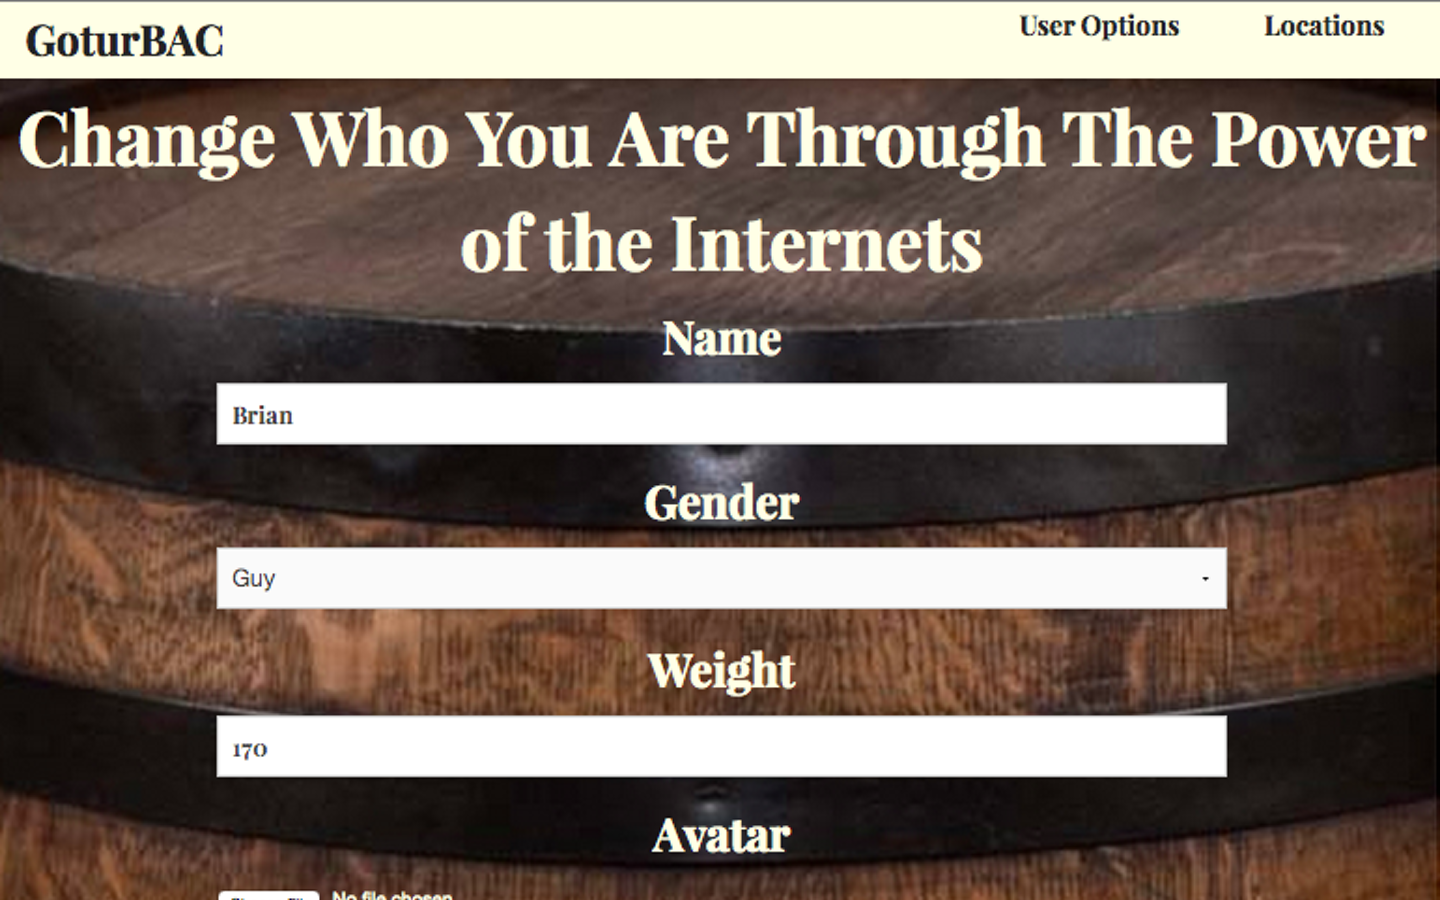 GoturBAC
User Options
Locations
Change Who You Are Through The Power
of the Internets
Name
Brian
Gender
Guy
Weight
170
Avatar
No file chosen